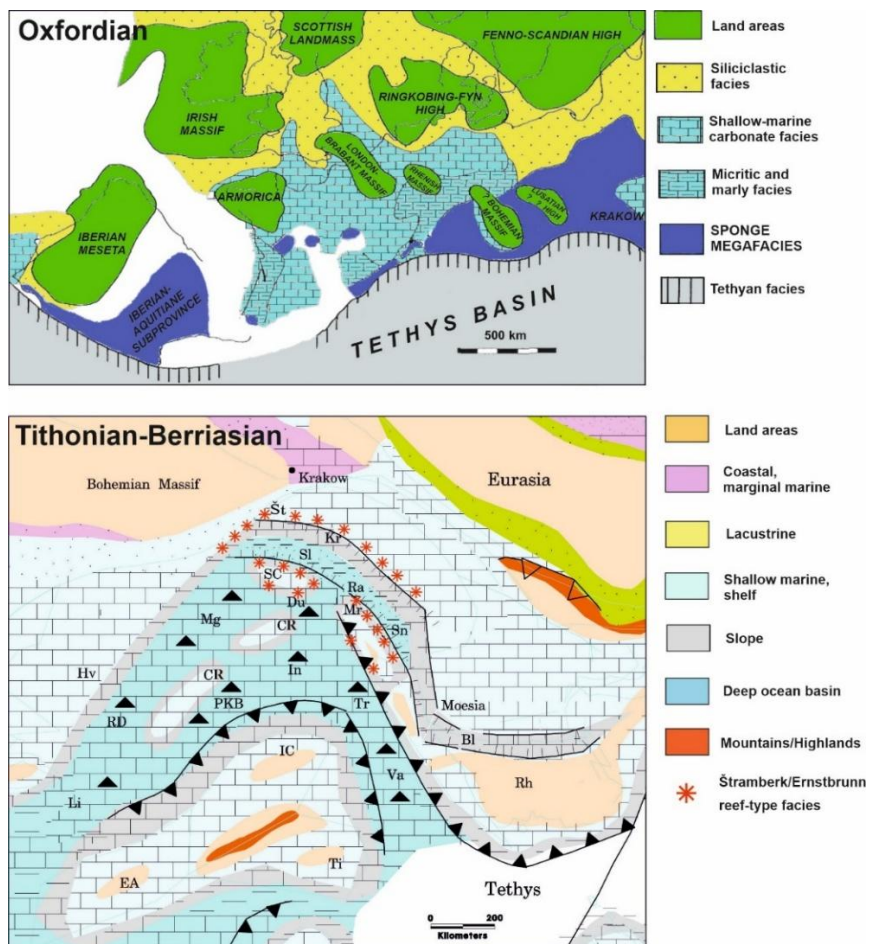 Oxfordian
SCOTTISH
LANDMASS
FENNO-SCANDIAN HIGH
IRISH
MASSIF
RINGKOBING-FYN
HIGH
LONDON-
BRABANT MASSIF
RHENISH
MASSIF
ARMORICA
? BOHEMIAN
MASSIF
LUSATIAN
? ? HIGH
KRAKOW
IBERIAN
MESETA
IBERIAN-
AQUITIANE
SUBPROVINCE
TETHYS BASIN
500 km
Land areas
Siliciclastic
facies
Shallow-marine
carbonate facies
Micritic and
marly facies
SPONGE
MEGAFACIES
Tethyan facies
Tithonian-Berriasian
Bohemian Massif
Krakow
Eurasia
Št
Kr
Sl
SC
Du
Ra
Mr
Sn
Mg
CR
CR
In
Hv
PKB
RD
Tr
Moesia
Bl
IC
Va
Rh
Li
EA
Ti
Tethys
0 200
Kilometers
Land areas
Coastal,
marginal marine
Lacustrine
Shallow marine,
shelf
Slope
Deep ocean basin
Mountains/Highlands
Štramberk/Ernstbrunn
reef-type facies